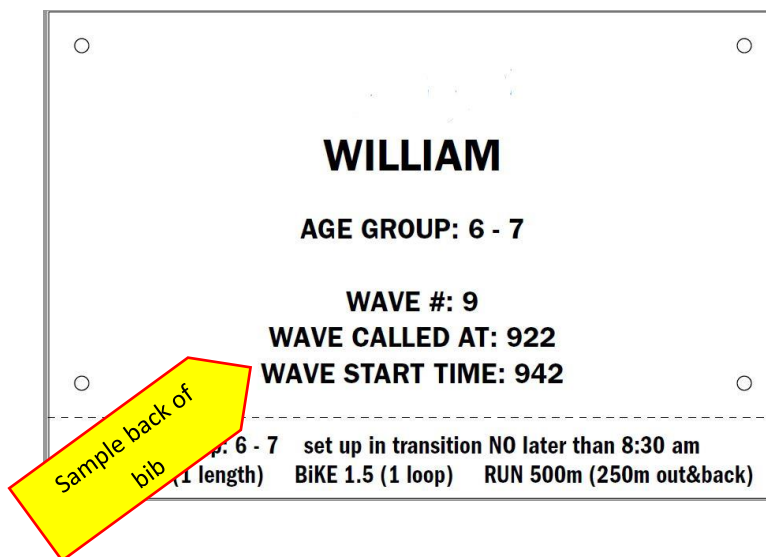 WILLIAM
AGE GROUP: 6 - 7
WAVE #: 9
WAVE CALLED AT: 922
WAVE START TIME: 942
Sample back of
bib
: 6 - 7 set up in transition NO later than 8:30 am
(1 length) BiKE 1.5 (1 loop) RUN 500m (250m out&back)